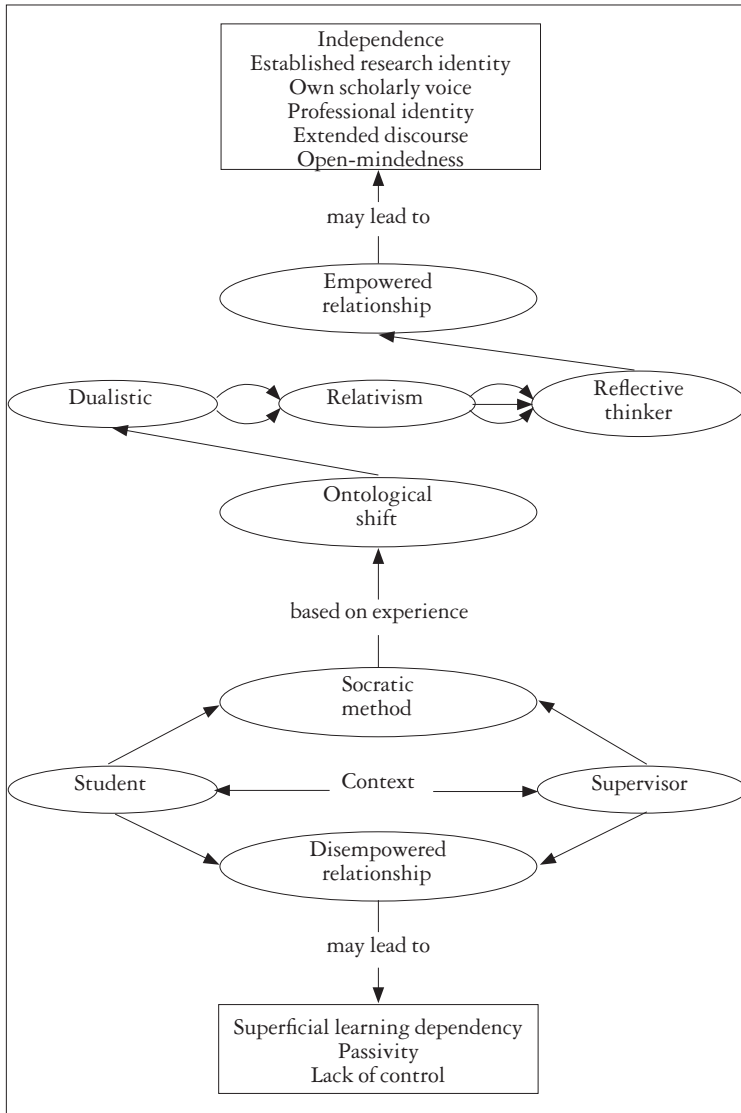 Independence
Established research identity
Own scholarly voice
Professional identity
Extended discourse
Open-mindedness
may lead to
Empowered
relationship
Dualistic
Relativism
Reflective
thinker
Ontological
shift
based on experience
Socratic
method
Student
Context
Supervisor
Disempowered
relationship
may lead to
Superficial learning dependency
Passivity
Lack of control